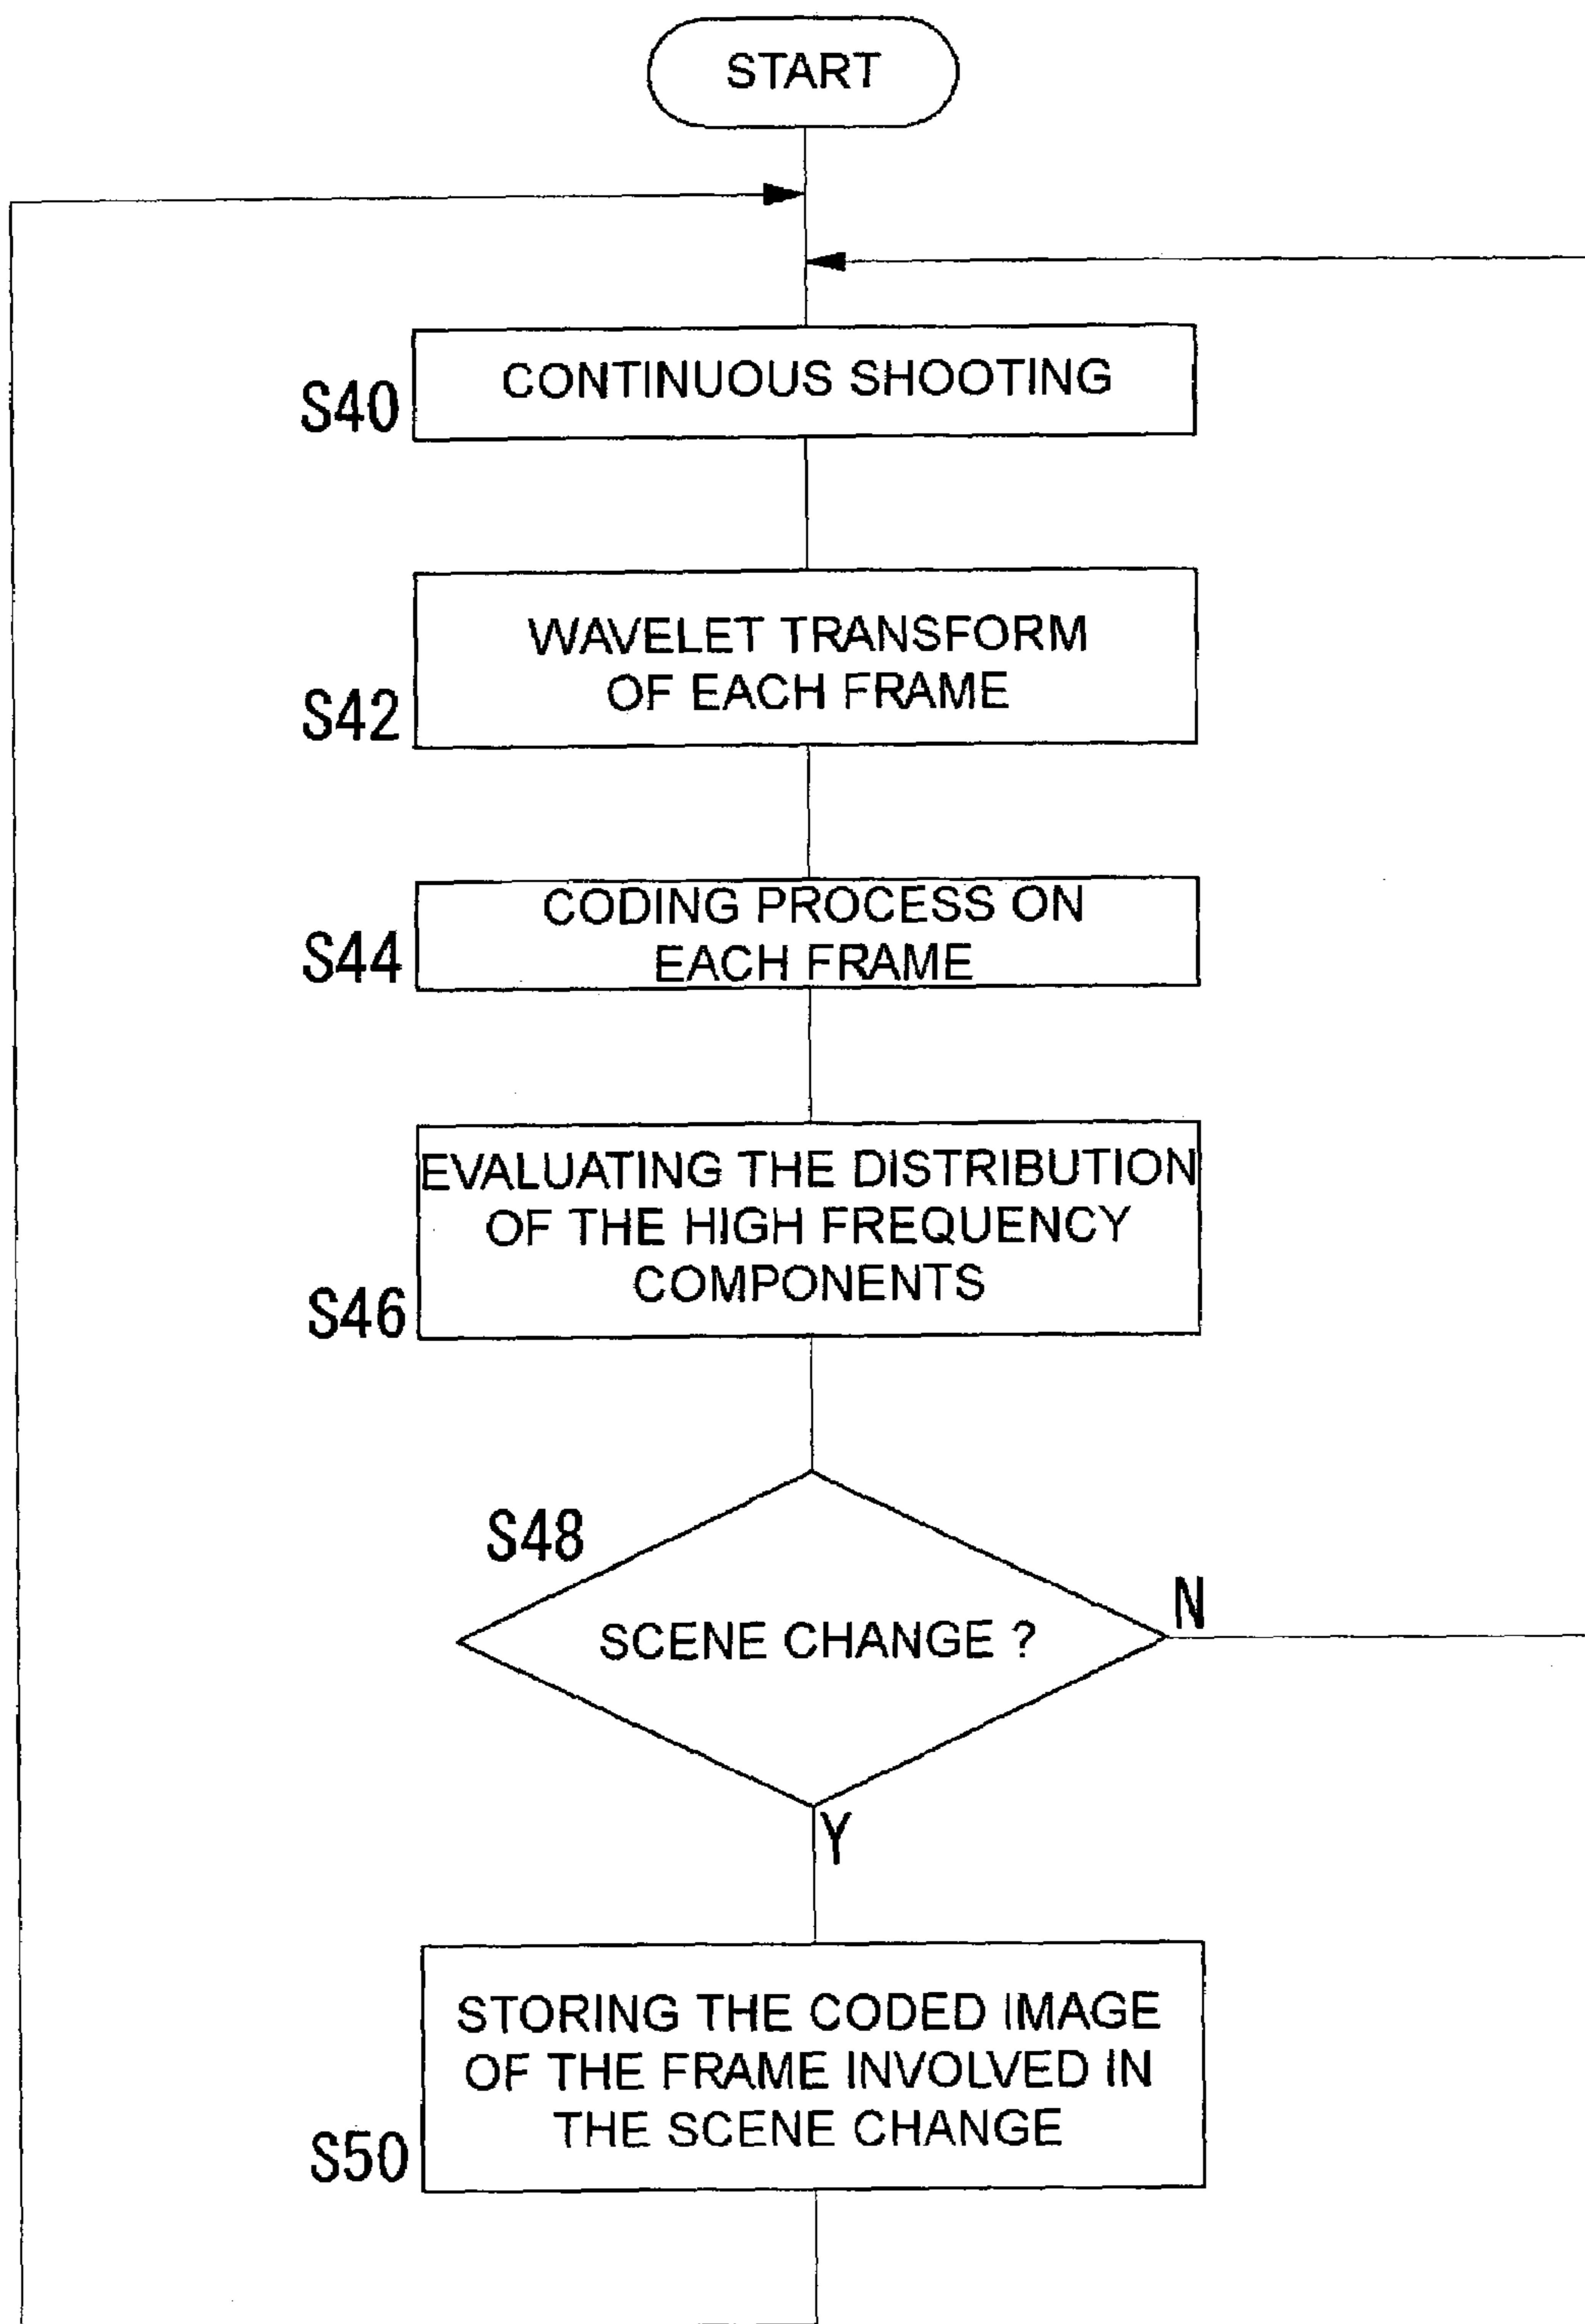 START
CONTINUOUS SHOOTING
S40
WAVELET TRANSFORM
OF EACH FRAME
S42
CODING PROCESS ON
EACH FRAME
S44
EVALUATING THE DISTRIBUTION
OF THE HIGH FREQUENCY
COMPONENTS
S46
S48
SCENE CHANGE ?
N
Y
STORING THE CODED IMAGE
OF THE FRAME INVOLVED IN
THE SCENE CHANGE
S50